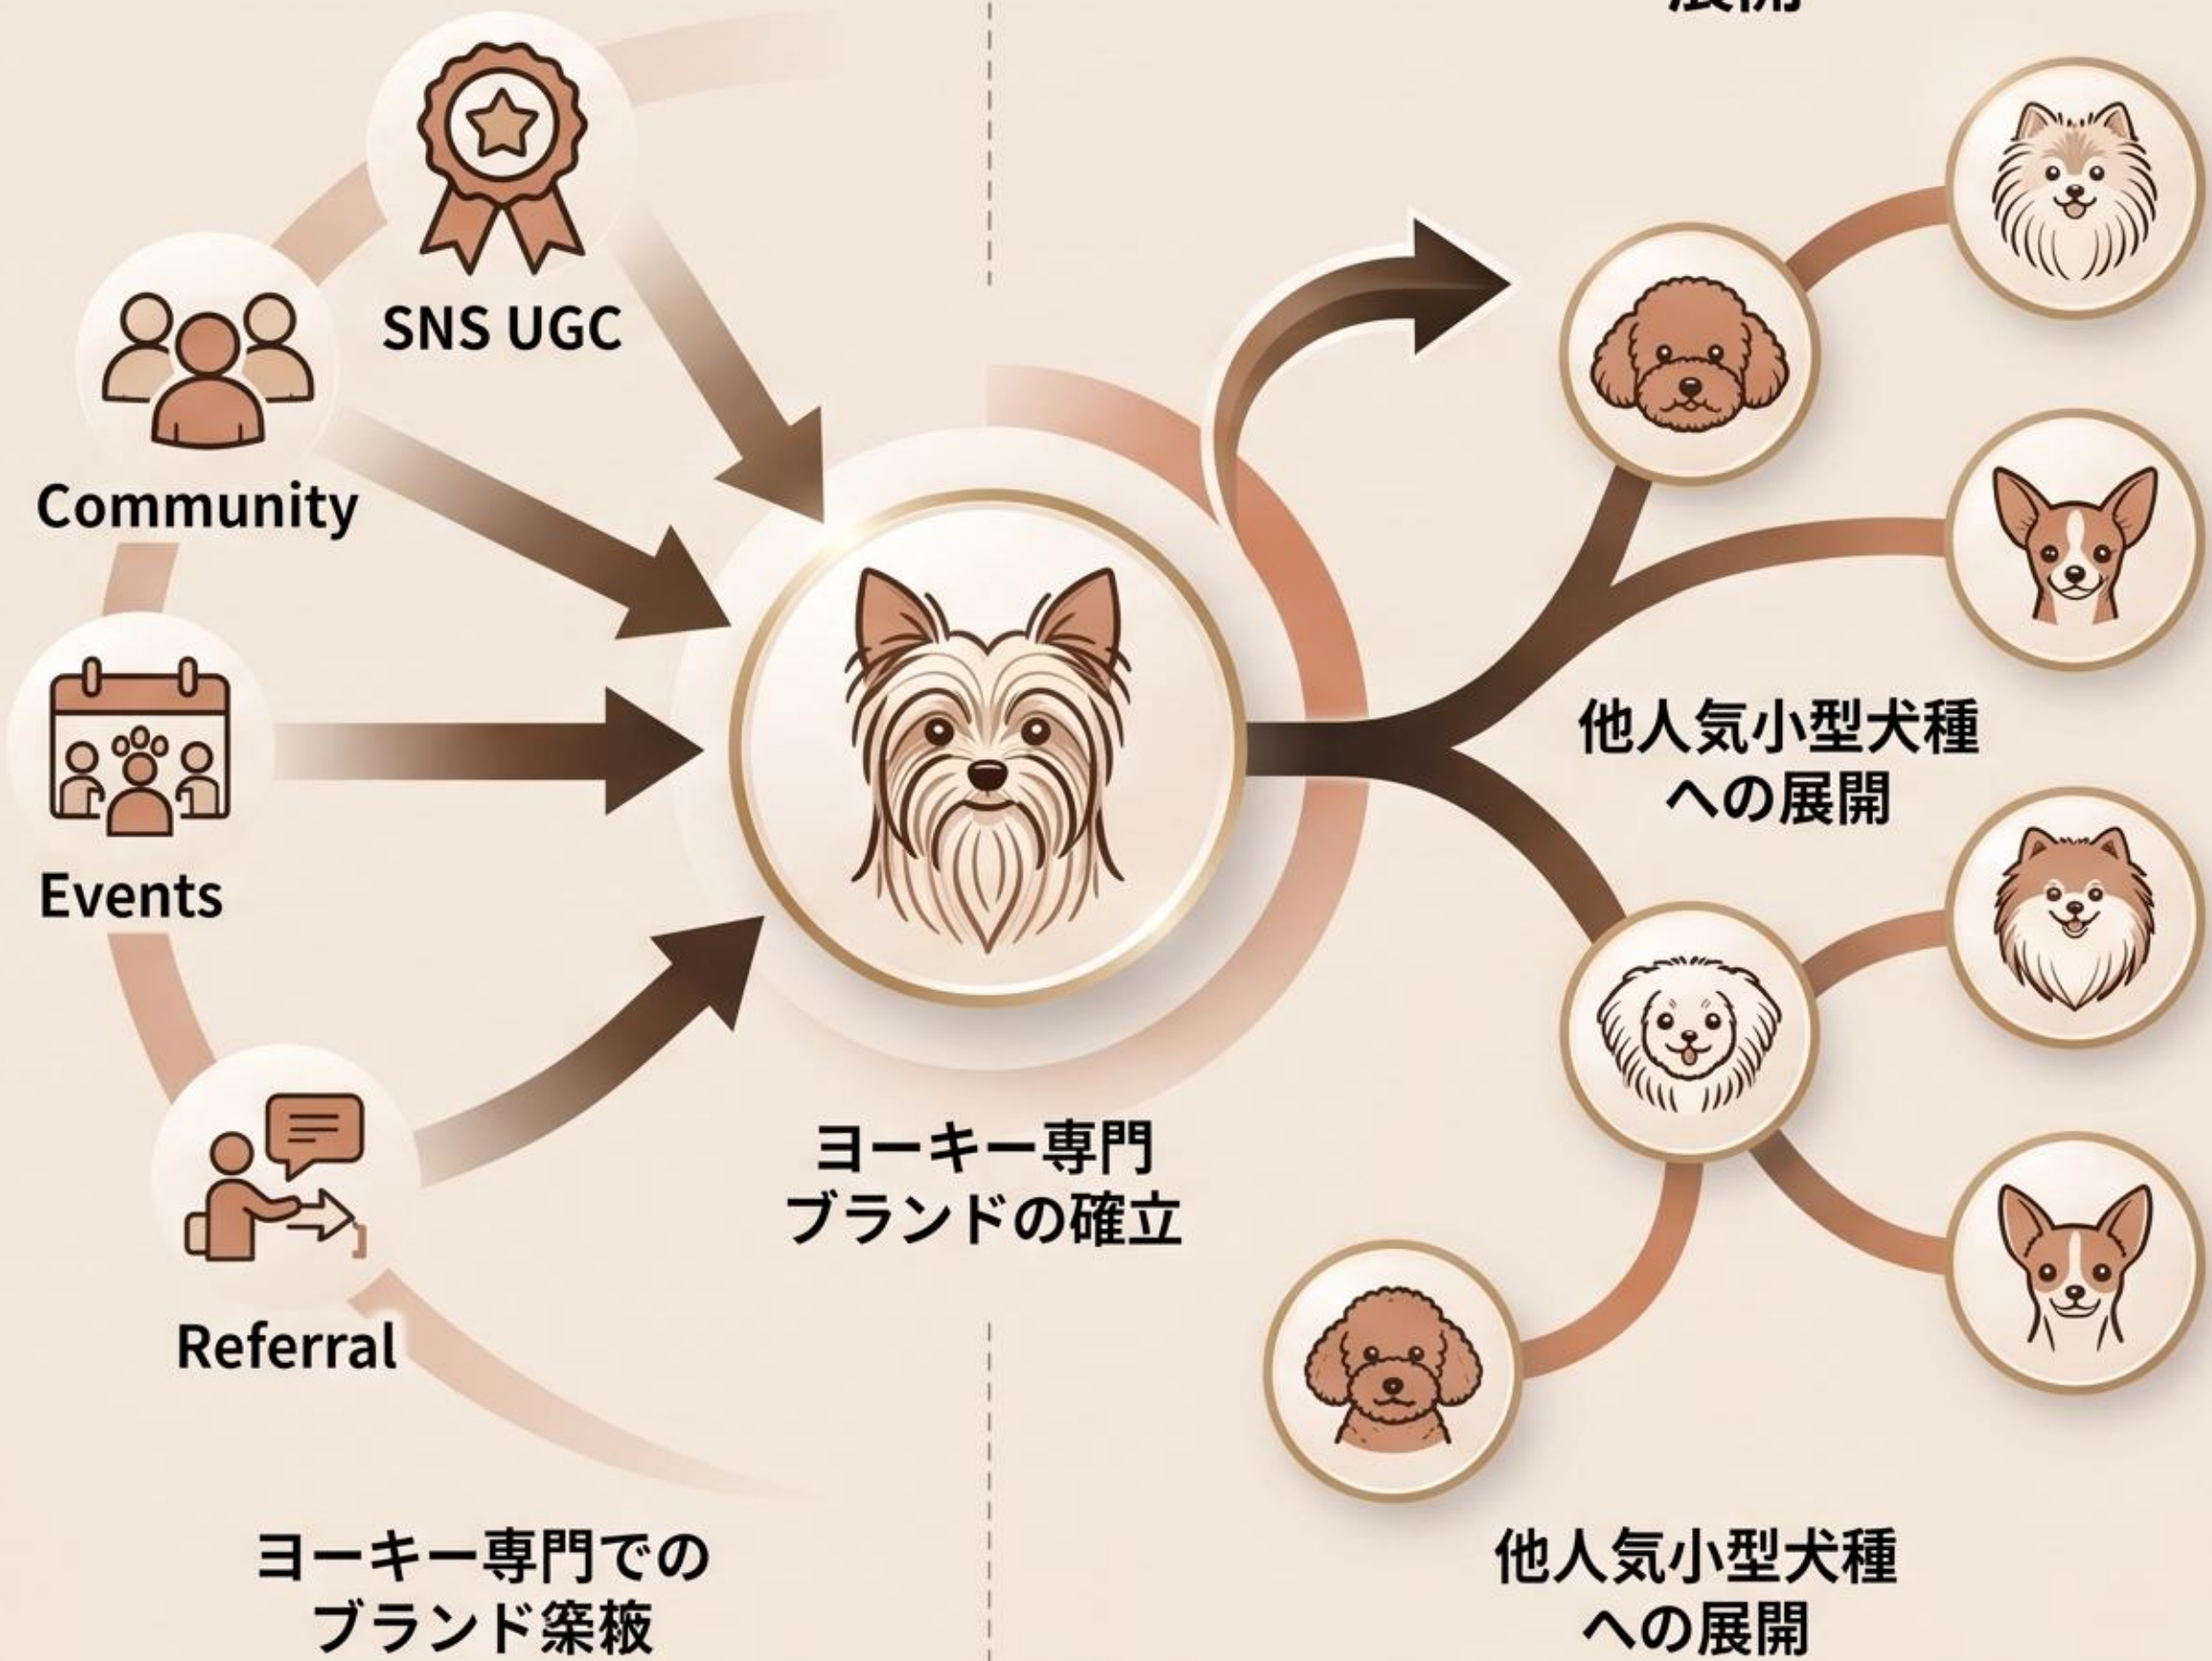 展開
SNS UGC
Community
Events
Referral
ヨーキー専門
ブランドの確立
他人気小型犬種
への展開
ヨーキー専門での
ブランド
他人気小型犬種
への展開